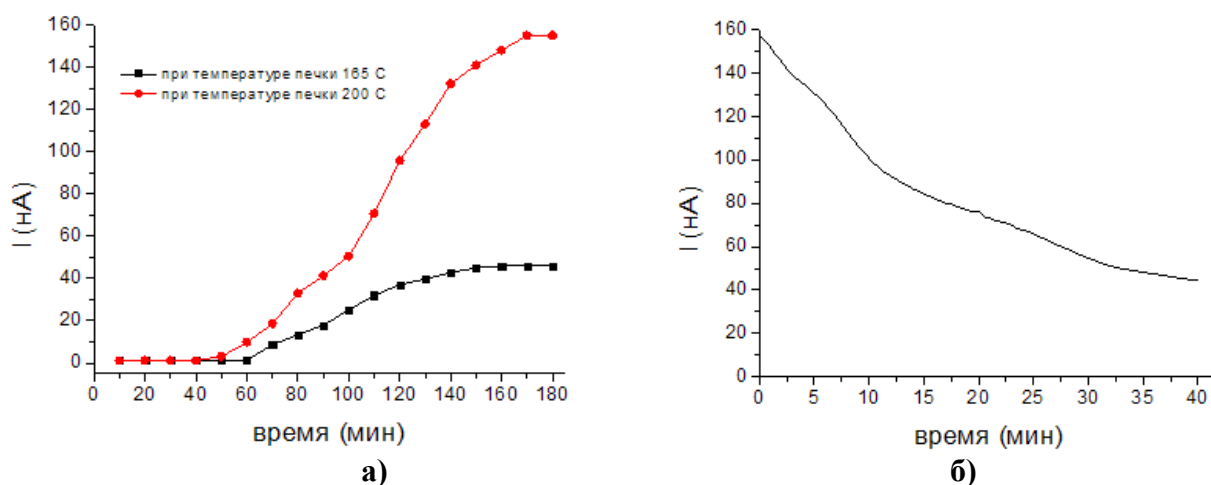 160
140
120
100
80
60
40
20
0
I (нА)
при температуре печки 165 С
при температуре печки 200 С
0 20 40 60 80 100 120 140 160 180
время (мин)
а)
160
140
120
100
80
60
40
20
0
I (нА)
0 5 10 15 20 25 30 35 40
время (мин)
б)